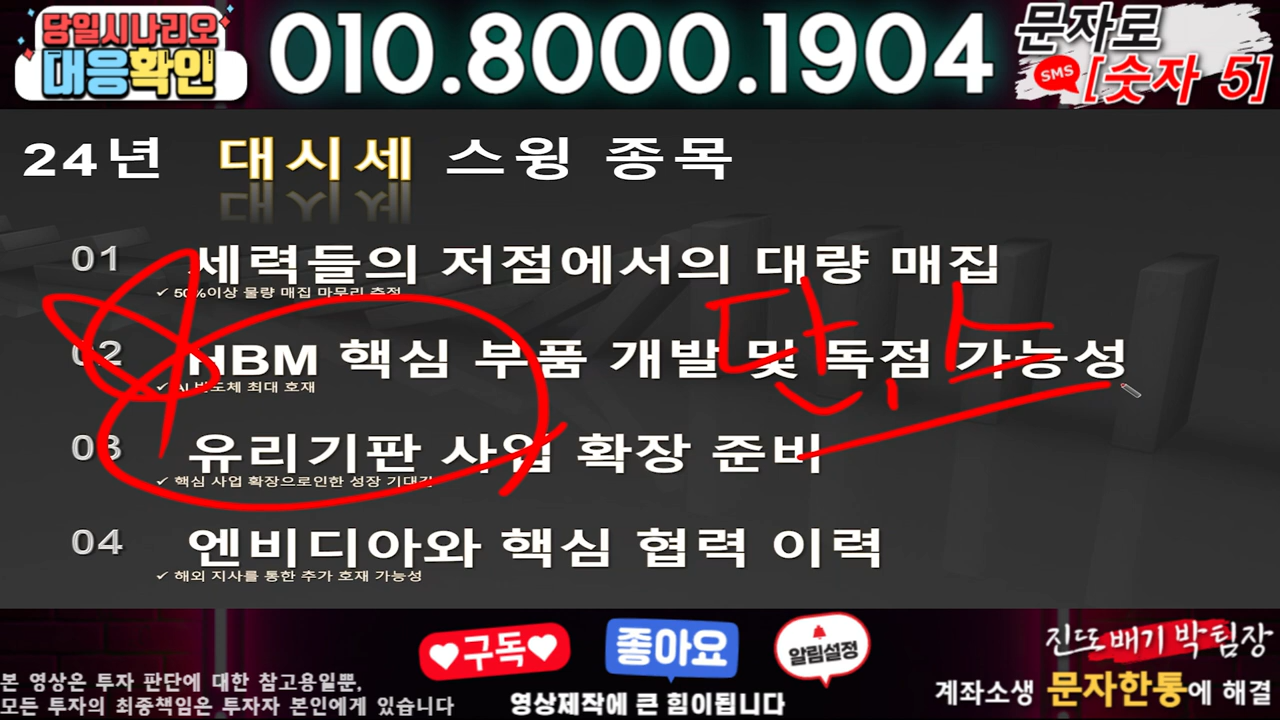 당일시나리오
대응확인
010.8000.1904
문자로
SMS
[숫자 5]
24년 대시세 스윙 종목
01 세력들의 저점에서의 대량 매집
✓ 50%이상 물량 매집 마무리 추정
02 HBM 핵심 부품 개발 및 독점 가능성
✓ AI 반도체 최대 호재
단, 스
03 유리기판 사업 확장 준비
✓ 핵심 사업 확장으로인한 성장 기대감
04 엔비디아와 핵심 협력 이력
✓ 해외 지사를 통한 추가 호재 가능성
구독
좋아요
알림설정
영상제작에 큰 힘이됩니다
본 영상은 투자 판단에 대한 참고용일뿐,
모든 투자의 최종책임은 투자자 본인에게 있습니다
진또배기 박팀장
계좌소생 문자한통에 해결